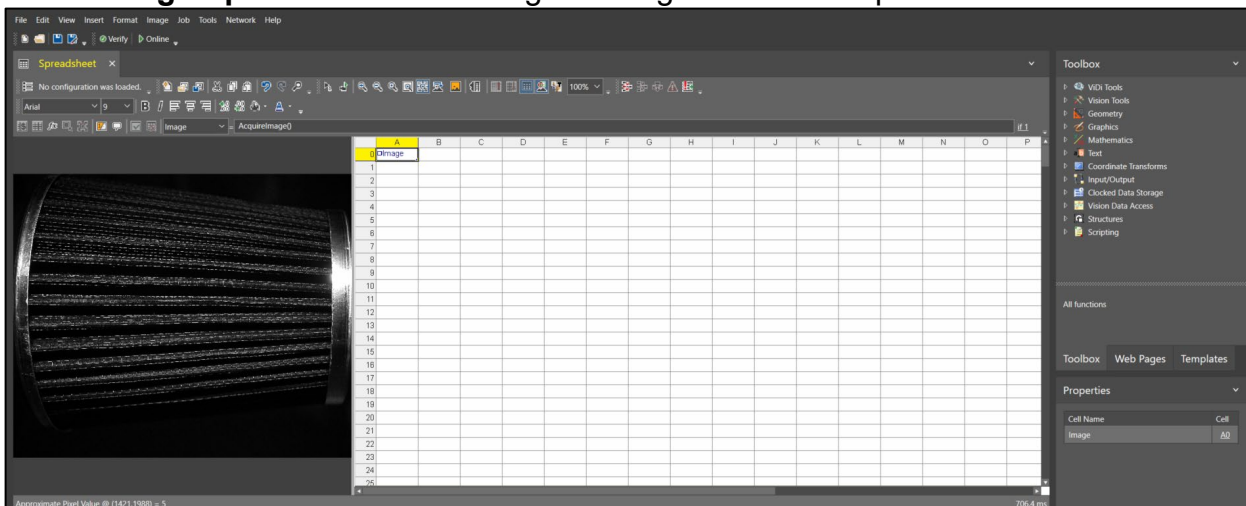 File Edit View Insert Format Image Job Tools Network Help
Verify Online
Spreadsheet ×
No configuration was loaded. 100%
Arial 9 B I A
Image = AcquireImage() if 1
A B C D E F G H I J K L M N O P
0 Image
1
2
3
4
5
6
7
8
9
10
11
12
13
14
15
16
17
18
19
20
21
22
23
24
25
Approximate Pixel Value @ (1421,1988) = 5 706.4 ms
Toolbox
ViDi Tools
Vision Tools
Geometry
Graphics
Mathematics
Text
Coordinate Transforms
Input/Output
Clocked Data Storage
Vision Data Access
Structures
Scripting
All functions
Toolbox Web Pages Templates
Properties
Cell Name Cell
Image A0